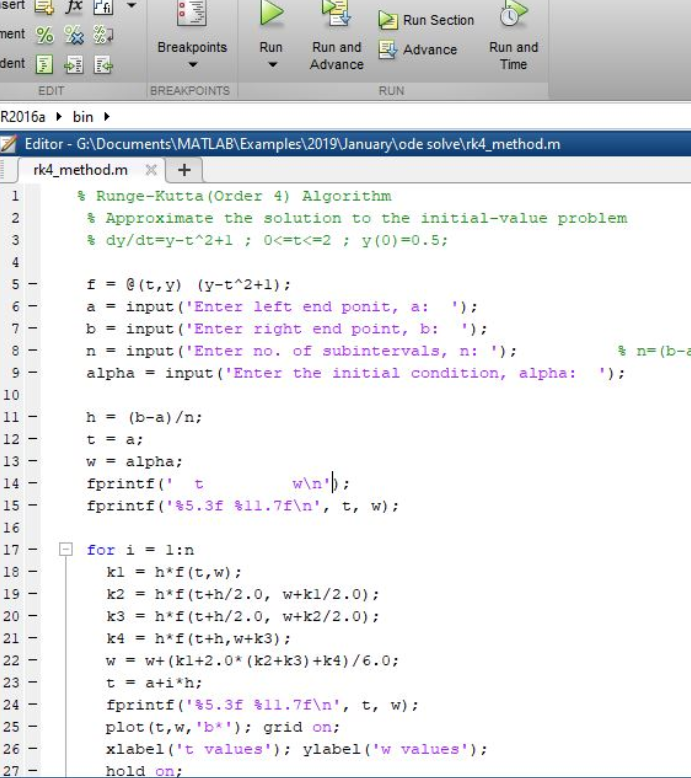 sert fx
ment %
dent
Breakpoints
Run
Run and
Advance
Run Section
Advance
Run and
Time
EDIT
BREAKPOINTS
RUN
R2016a bin
Editor - G:\Documents\MATLAB\Examples\2019\January\ode solve\rk4_method.m
rk4_method.m × +
1 % Runge-Kutta(Order 4) Algorithm
2 % Approximate the solution to the initial-value problem
3 % dy/dt=y-t^2+1 ; 0<=t<=2 ; y(0)=0.5;
4
5 - f = @(t,y) (y-t^2+1);
6 - a = input('Enter left end ponit, a:  ');
7 - b = input('Enter right end point, b:  ');
8 - n = input('Enter no. of subintervals, n: '); % n=(b-a
9 - alpha = input('Enter the initial condition, alpha:  ');
10
11 - h = (b-a)/n;
12 - t = a;
13 - w = alpha;
14 - fprintf('  t          w\n');
15 - fprintf('%5.3f %11.7f\n', t, w);
16
17 - for i = 1:n
18 - k1 = h*f(t,w);
19 - k2 = h*f(t+h/2.0, w+k1/2.0);
20 - k3 = h*f(t+h/2.0, w+k2/2.0);
21 - k4 = h*f(t+h,w+k3);
22 - w = w+(k1+2.0*(k2+k3)+k4)/6.0;
23 - t = a+i*h;
24 - fprintf('%5.3f %11.7f\n', t, w);
25 - plot(t,w,'b*'); grid on;
26 - xlabel('t values'); ylabel('w values');
27 - hold on;